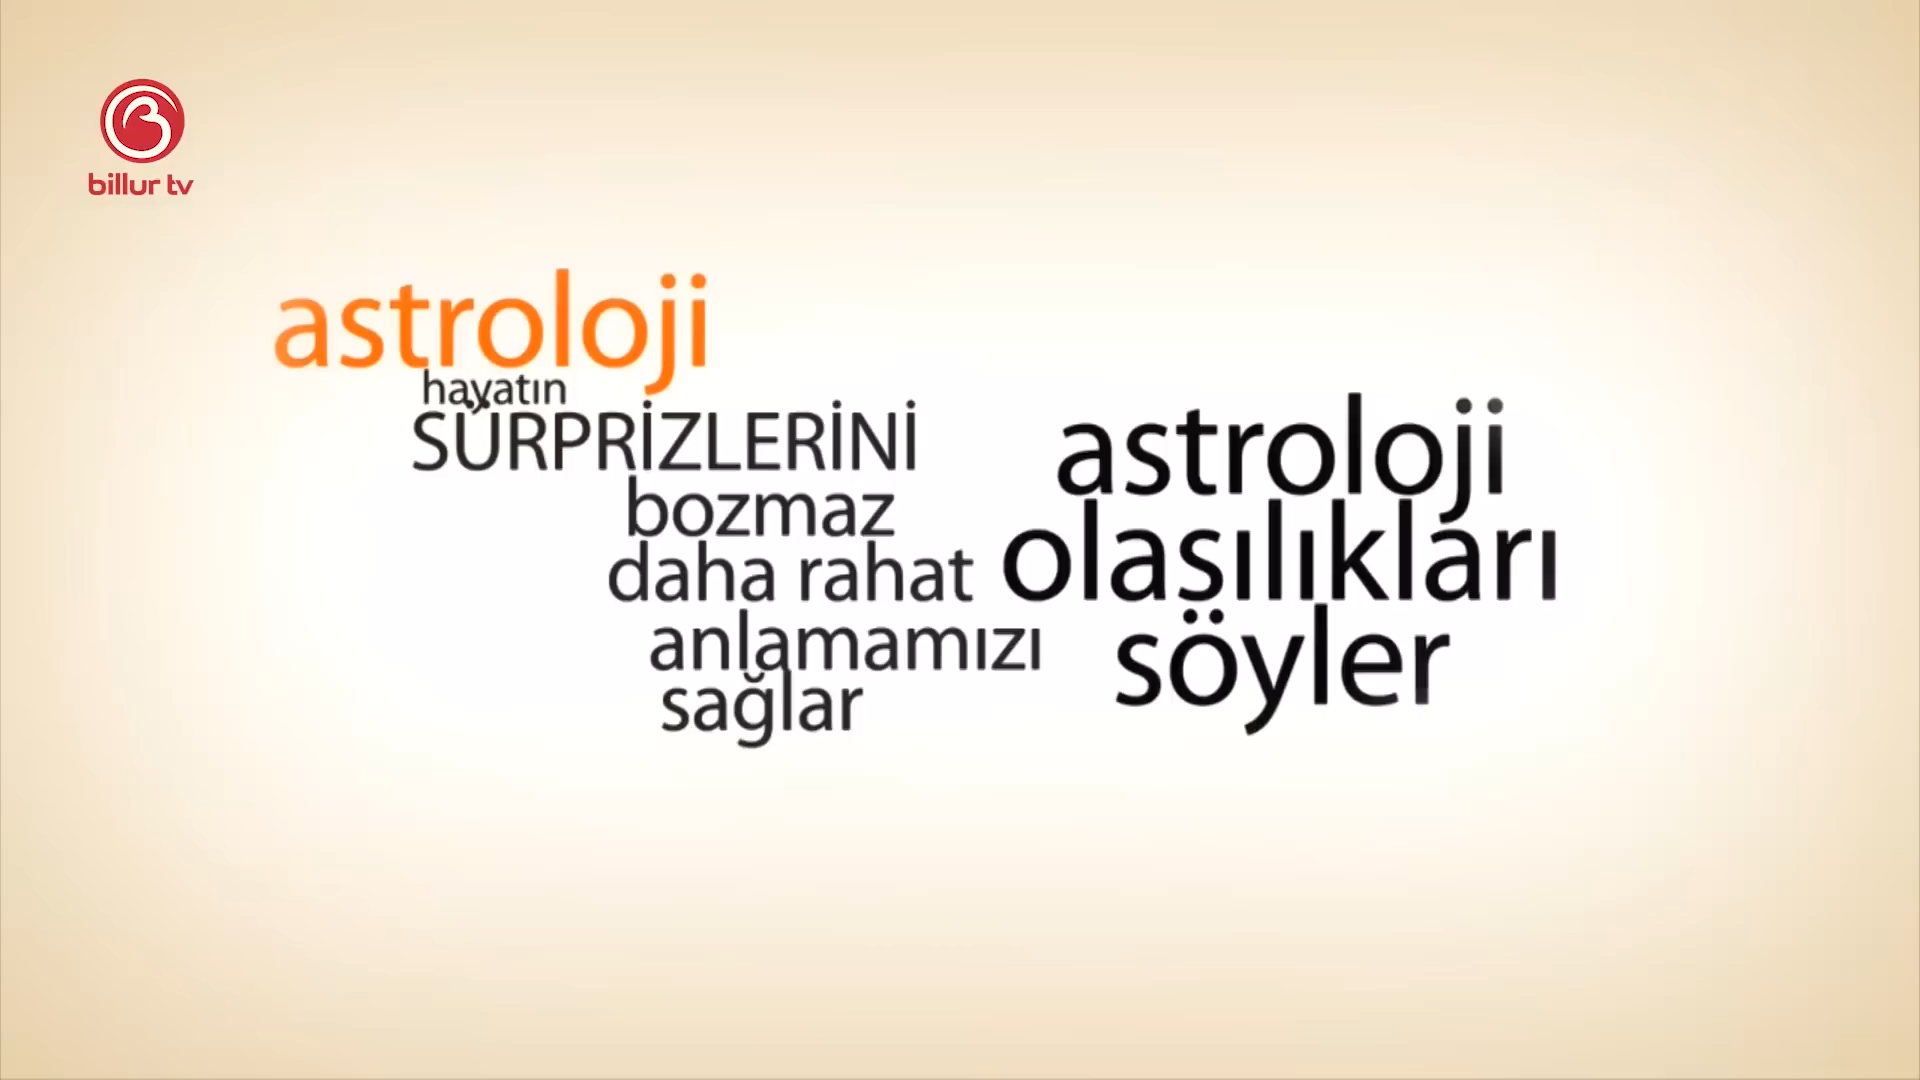 billur tv
astroloji
hayatın
SÜRPRİZLERİNİ
bozmaz
daha rahat
anlamamızı
sağlar
astroloji
olasılıkları
söyler